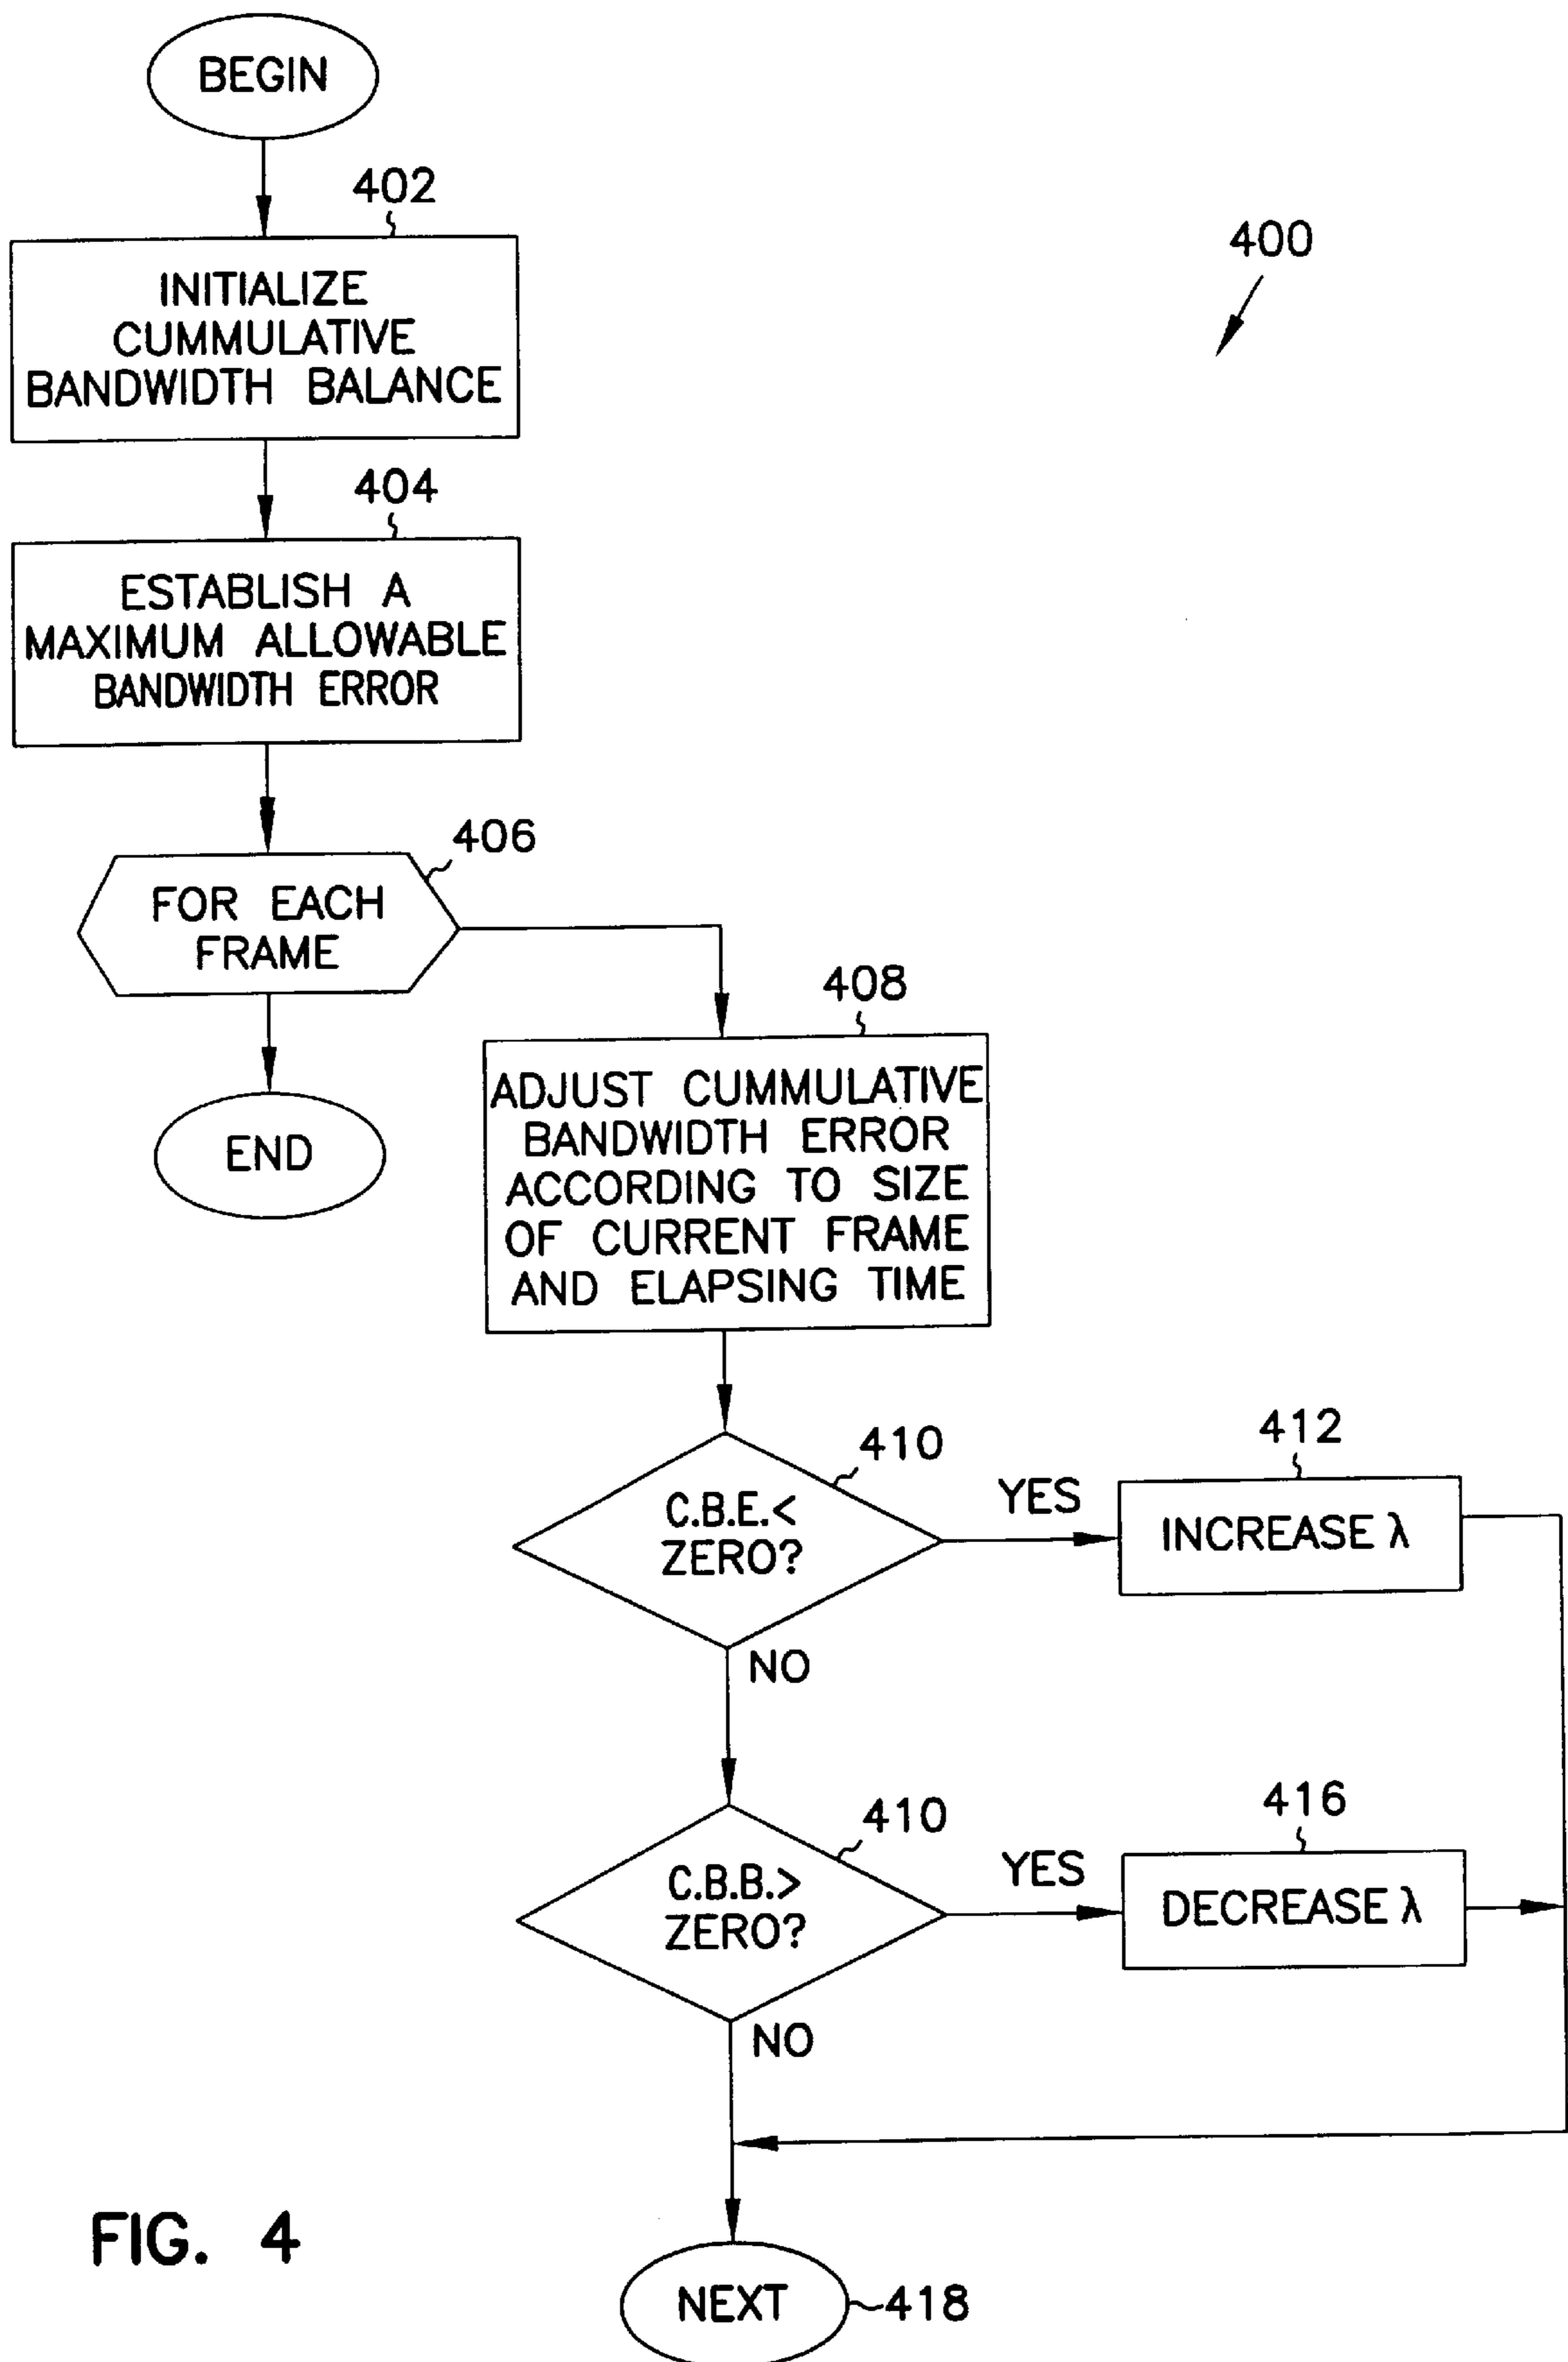 BEGIN
402
INITIALIZE
CUMMULATIVE
BANDWIDTH BALANCE
400
404
ESTABLISH A
MAXIMUM ALLOWABLE
BANDWIDTH ERROR
406
FOR EACH
FRAME
END
408
ADJUST CUMMULATIVE
BANDWIDTH ERROR
ACCORDING TO SIZE
OF CURRENT FRAME
AND ELAPSING TIME
410
C.B.E.<
ZERO?
YES
412
INCREASE λ
NO
410
C.B.B.>
ZERO?
YES
416
DECREASE λ
NO
NEXT
418
FIG. 4